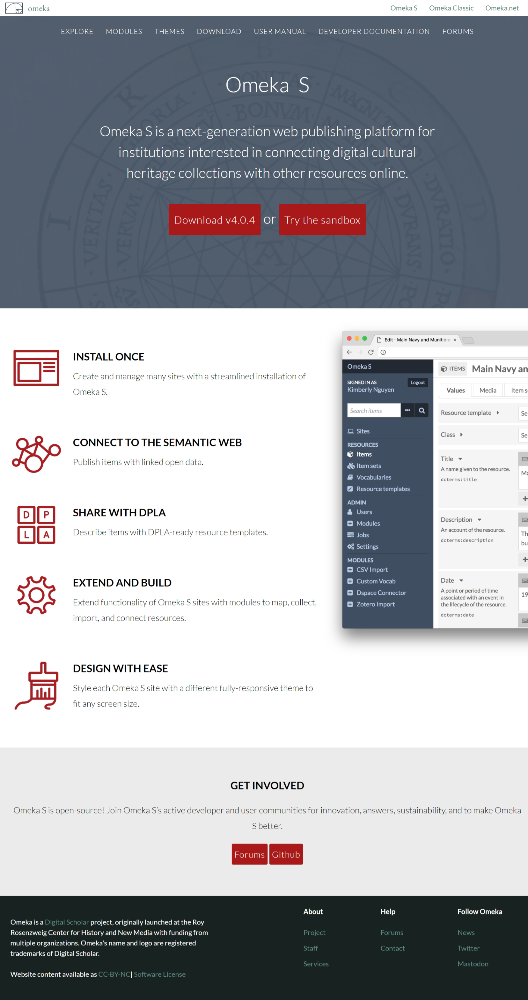 omeka
Omeka S
Omeka Classic
Omeka.net
EXPLORE
MODULES
THEMES
DOWNLOAD
USER MANUAL
DEVELOPER DOCUMENTATION
FORUMS
Omeka S
Omeka S is a next-generation web publishing platform for
institutions interested in connecting digital cultural
heritage collections with other resources online.
Download v4.0.4 or Try the sandbox
INSTALL ONCE
Create and manage many sites with a streamlined installation of
Omeka S.
CONNECT TO THE SEMANTIC WEB
Publish items with linked open data.
D P
L A
SHARE WITH DPLA
Describe items with DPLA-ready resource templates.
EXTEND AND BUILD
Extend functionality of Omeka S sites with modules to map, collect,
import, and connect resources.
DESIGN WITH EASE
Style each Omeka S site with a different fully-responsive theme to
fit any screen size.
Edit · Main Navy and Munitions
Omeka S
SIGNED IN AS
Kimberly Nguyen
Logout
Search items
Sites
RESOURCES
Items
Item sets
Vocabularies
Resource templates
ADMIN
Users
Modules
Jobs
Settings
MODULES
CSV Import
Custom Vocab
Dspace Connector
Zotero Import
ITEMS
Main Navy an
Values
Media
Item s
Resource template
Se
Class
Se
Title
A name given to the resource.
dcterms:title
Ma
Description
An account of the resource.
dcterms:description
Th
bu
Date
A point or period of time
associated with an event in
the lifecycle of the resource.
dcterms:date
19
GET INVOLVED
Omeka S is open-source! Join Omeka S’s active developer and user communities for innovation, answers, sustainability, and to make Omeka
S better.
Forums
Github
Omeka is a Digital Scholar project, originally launched at the Roy
Rosenzweig Center for History and New Media with funding from
multiple organizations. Omeka's name and logo are registered
trademarks of Digital Scholar.
Website content available as CC-BY-NC| Software License
About
Project
Staff
Services
Help
Forums
Contact
Follow Omeka
News
Twitter
Mastodon